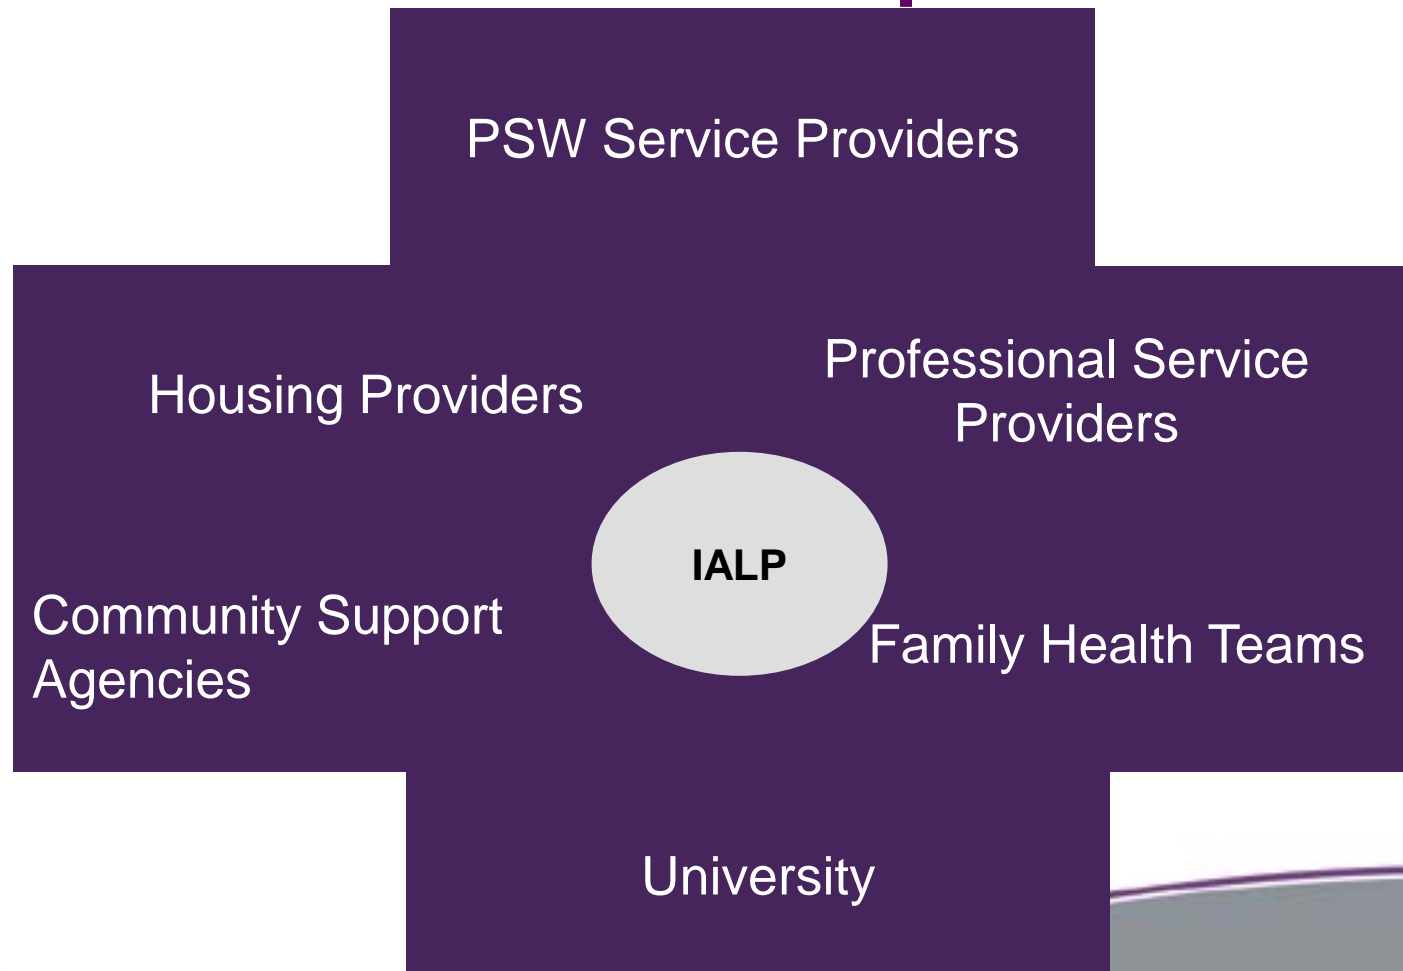 PSW Service Providers
Housing Providers
Professional Service
Providers
IALP
Community Support
Agencies
Family Health Teams
University